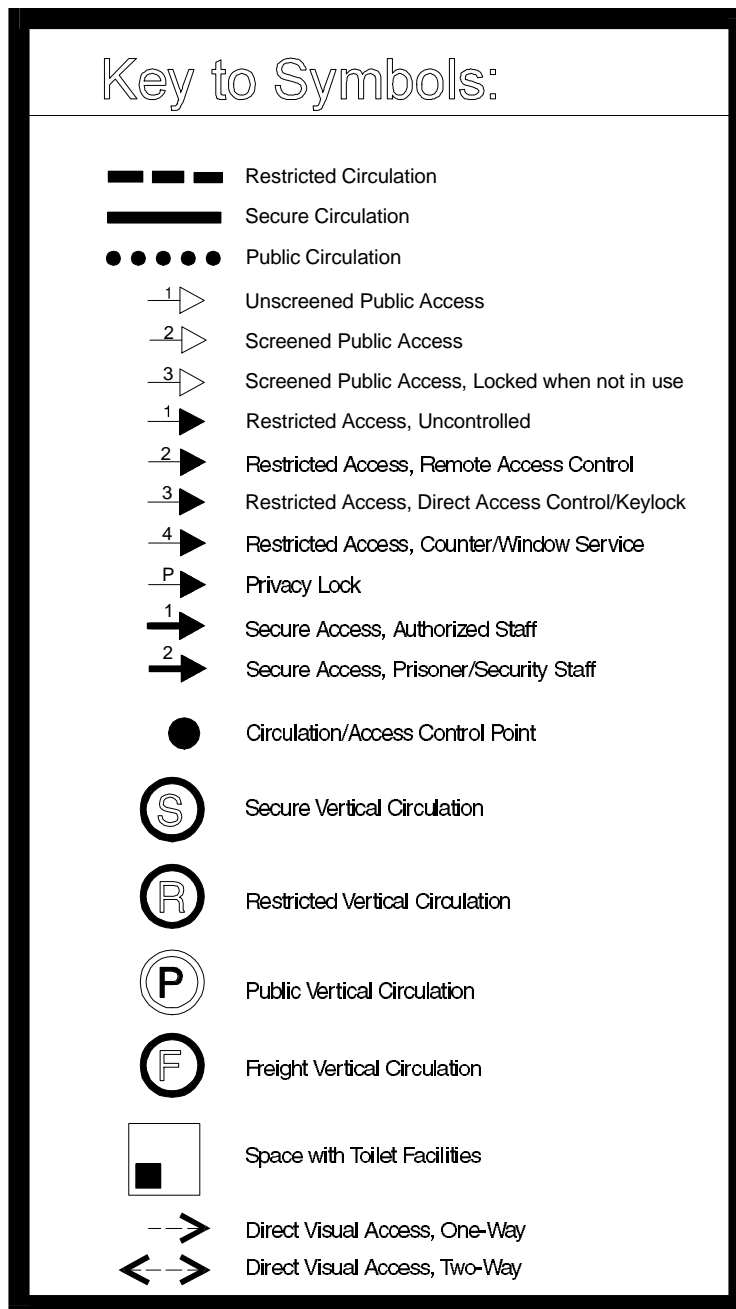 Key to Symbols:
Restricted Circulation
Secure Circulation
Public Circulation
1 Unscreened Public Access
2 Screened Public Access
3 Screened Public Access, Locked when not in use
1 Restricted Access, Uncontrolled
2 Restricted Access, Remote Access Control
3 Restricted Access, Direct Access Control/Keylock
4 Restricted Access, Counter/Window Service
P Privacy Lock
1 Secure Access, Authorized Staff
2 Secure Access, Prisoner/Security Staff
Circulation/Access Control Point
S Secure Vertical Circulation
R Restricted Vertical Circulation
P Public Vertical Circulation
F Freight Vertical Circulation
Space with Toilet Facilities
Direct Visual Access, One-Way
Direct Visual Access, Two-Way